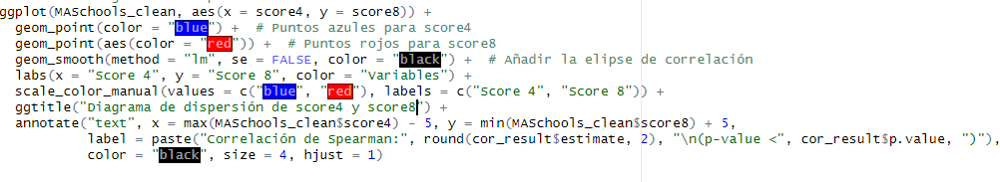 ggplot(MASchools_clean, aes(x = score4, y = score8)) +
geom_point(color = "blue") +  # Puntos azules para score4
geom_point(aes(color = "red")) +  # Puntos rojos para score8
geom_smooth(method = "lm", se = FALSE, color = "black") +  # Añadir la elipse de correlación
labs(x = "Score 4", y = "Score 8", color = "Variables") +
scale_color_manual(values = c("blue", "red"), labels = c("Score 4", "Score 8")) +
ggtitle("Diagrama de dispersión de score4 y score8") +
annotate("text", x = max(MASchools_clean$score4) - 5, y = min(MASchools_clean$score8) + 5,
label = paste("Correlación de Spearman:", round(cor_result$estimate, 2), "\n(p-value <", cor_result$p.value, ")"),
color = "black", size = 4, hjust = 1)